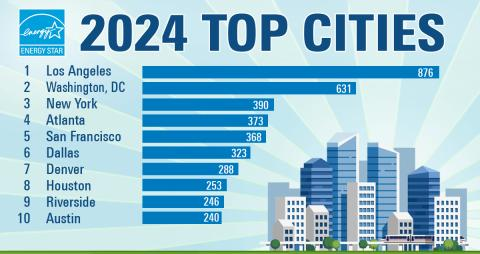 energy
ENERGY STAR
2024 TOP CITIES
1 Los Angeles 876
2 Washington, DC 631
3 New York 390
4 Atlanta 373
5 San Francisco 368
6 Dallas 323
7 Denver 288
8 Houston 253
9 Riverside 246
10 Austin 240